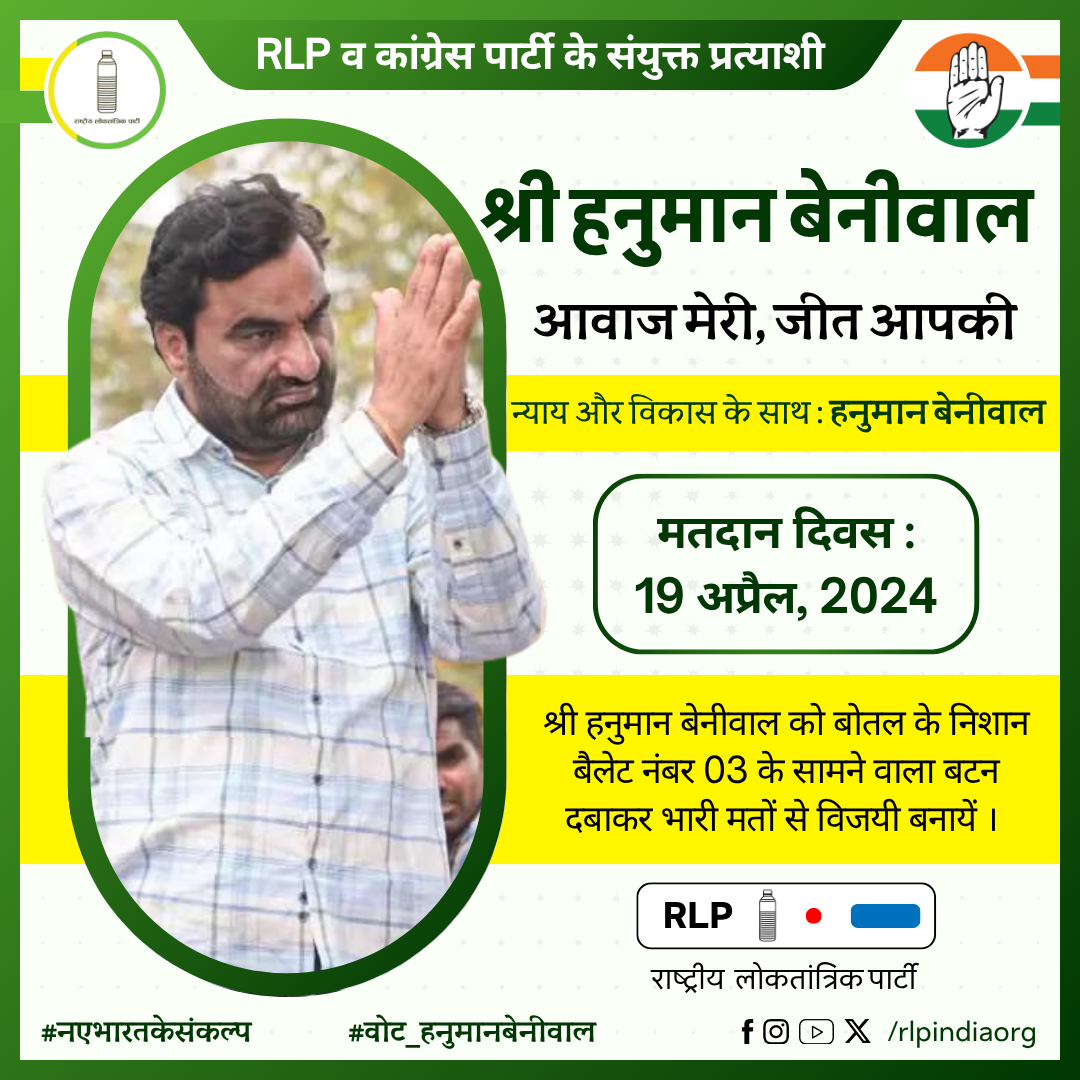 RLP व कांग्रेस पार्टी के संयुक्त प्रत्याशी
राष्ट्रीय लोकतांत्रिक पार्टी
श्री हनुमान बेनीवाल
आवाज मेरी, जीत आपकी
न्याय और विकास के साथ : हनुमान बेनीवाल
मतदान दिवस :
19 अप्रैल, 2024
श्री हनुमान बेनीवाल को बोतल के निशान
बैलेट नंबर 03 के सामने वाला बटन
दबाकर भारी मतों से विजयी बनायें ।
RLP
राष्ट्रीय लोकतांत्रिक पार्टी
#नएभारतकेसंकल्प #वोट_हनुमानबेनीवाल /rlpindiaorg